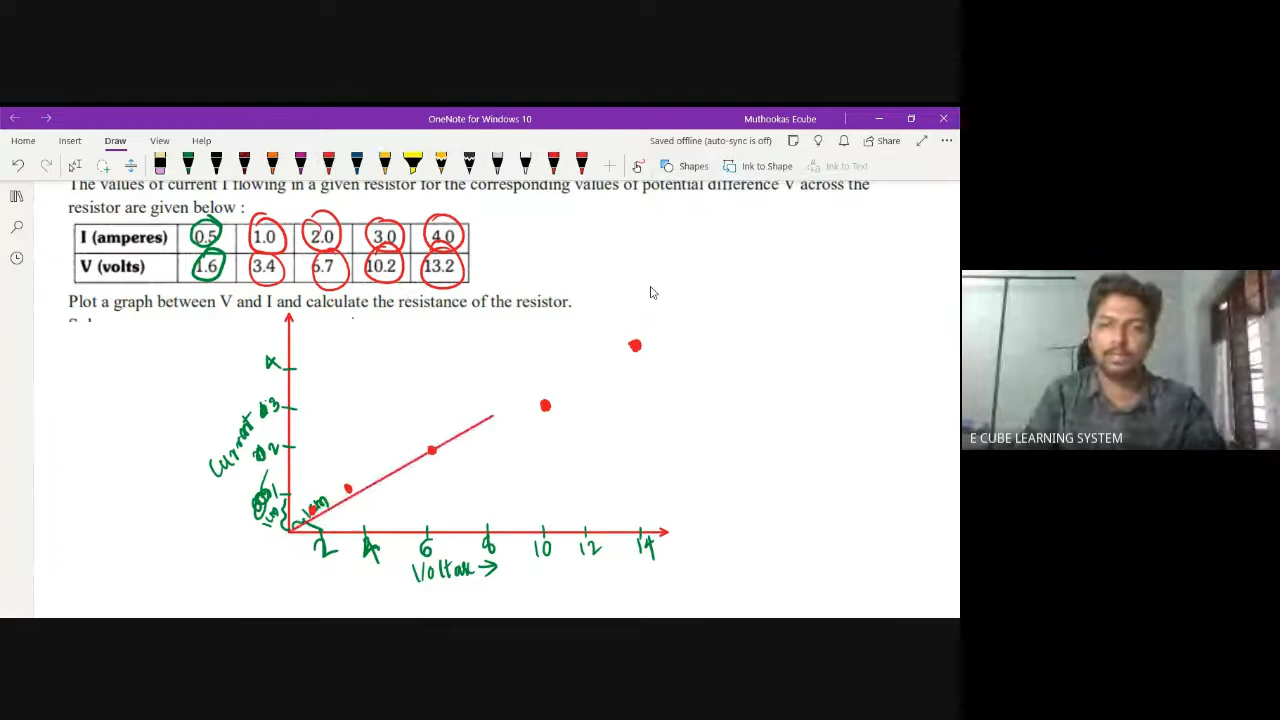 OneNote for Windows 10
Muthookas Ecube
Home Insert Draw View Help
Saved offline (auto-sync is off)
Share
Shapes
Ink to Shape
Ink to Text
The values of current I flowing in a given resistor for the corresponding values of potential difference V across the
resistor are given below :
I (amperes) 0.5 1.0 2.0 3.0 4.0
V (volts) 1.6 3.4 6.7 10.2 13.2
Plot a graph between V and I and calculate the resistance of the resistor.
4
3
Current
2
1
1cm
2 4 6 8 10 12 14
E CUBE LEARNING SYSTEM